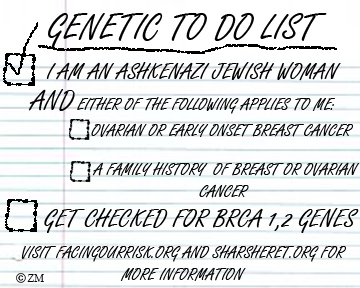 GENETIC TO DO LIST
I AM AN ASHKENAZI JEWISH WOMAN
AND EITHER OF THE FOLLOWING APPLIES TO ME:
OVARIAN OR EARLY ONSET BREAST CANCER
A FAMILY HISTORY OF BREAST OR OVARIAN
CANCER
GET CHECKED FOR BRCA 1,2 GENES
VISIT FACINGOURRISK.ORG AND SHARSHERET.ORG FOR
MORE INFORMATION
© ZM